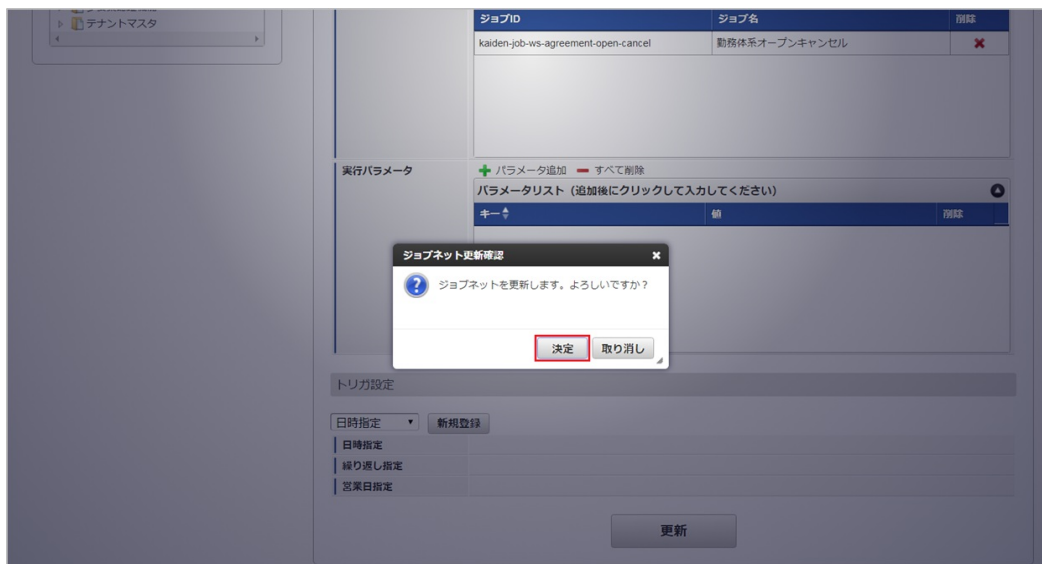 テナントマスタ
ジョブID ジョブ名 削除
kaiden-job-ws-agreement-open-cancel 勤務体系オープンキャンセル
実行パラメータ
パラメータ追加 すべて削除
パラメータリスト（追加後にクリックして入力してください）
キー 値 削除
ジョブネット更新確認
ジョブネットを更新します。よろしいですか？
決定 取り消し
トリガ設定
日時指定 新規登録
日時指定
繰り返し指定
営業日指定
更新